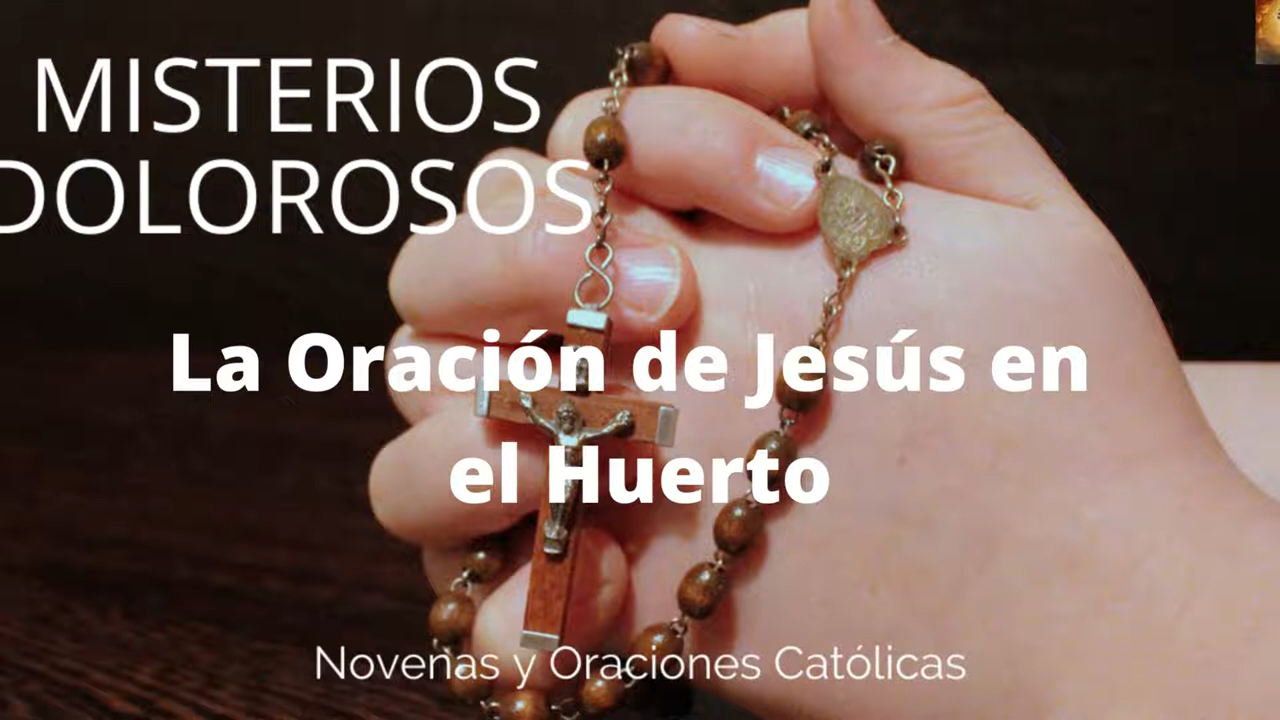 MISTERIOS
DOLOROSOS
La Oración de Jesús en
el Huerto
Novenas y Oraciones Católicas